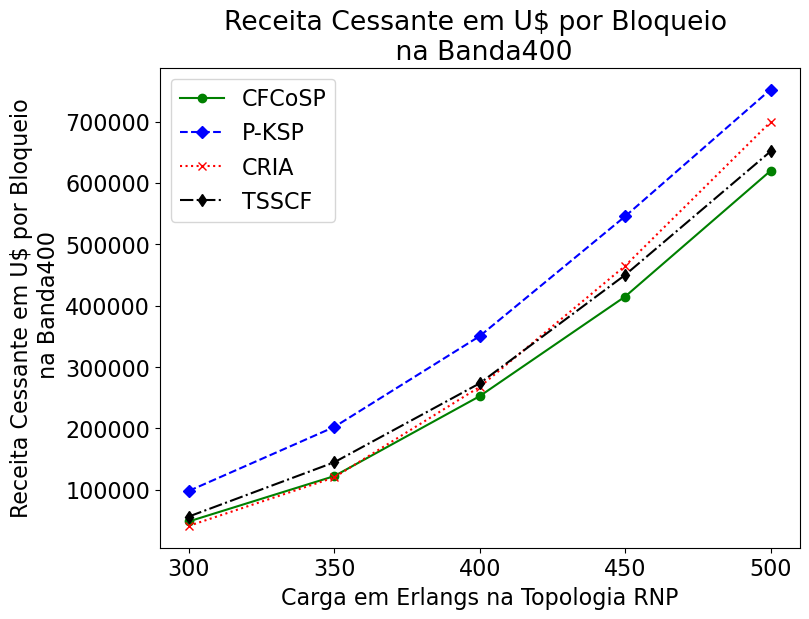 Receita Cessante em U$ por Bloqueio
na Banda400
CFCoSP
P-KSP
CRIA
TSSCF
Receita Cessante em U$ por Bloqueio
na Banda400
700000
600000
500000
400000
300000
200000
100000
300
350
400
450
500
Carga em Erlangs na Topologia RNP